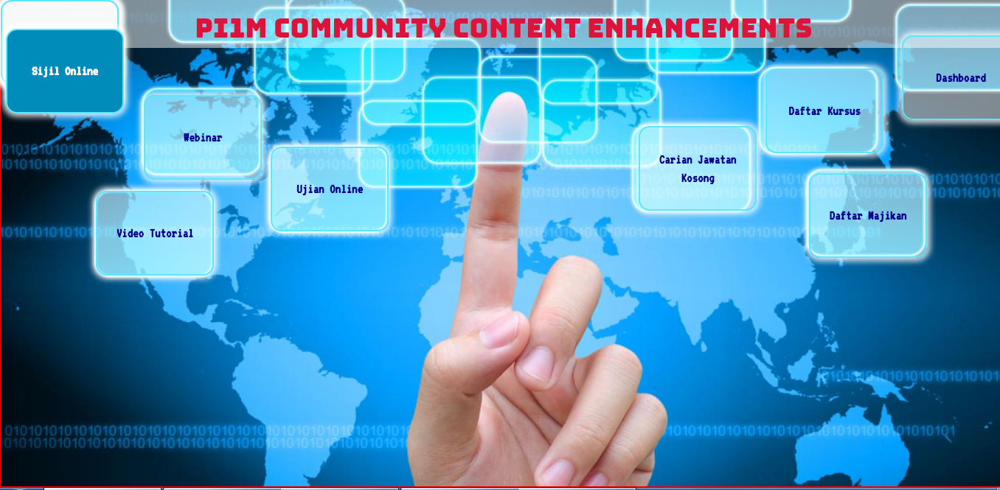 PI1M COMMUNITY CONTENT ENHANCEMENTS
Sijil Online
Dashboard
Daftar Kursus
Webinar
Carian Jawatan
Kosong
Ujian Online
Daftar Majikan
Video Tutorial